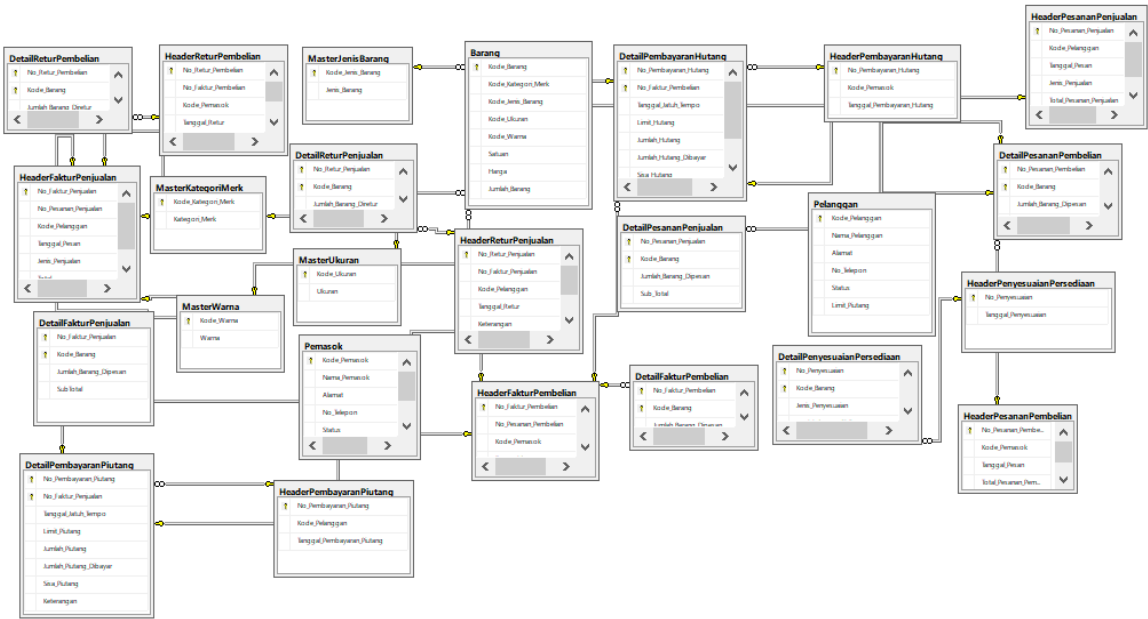 HeaderPesananPenjualan
No_Pesanan_Penjualan
Kode_Pelanggan
Tanggal_Pesan
Jenis_Penjualan
Total_Pesanan_Penjualan
DetailReturPembelian
No_Retur_Pembelian
Kode_Barang
Jumlah_Barang_Diretur
HeaderReturPembelian
No_Retur_Pembelian
No_Faktur_Pembelian
Kode_Pemasok
Tanggal_Retur
MasterJenisBarang
Kode_Jenis_Barang
Jenis_Barang
Barang
Kode_Barang
Kode_Kategori_Merk
Kode_Jenis_Barang
Kode_Ukuran
Kode_Warna
Satuan
Harga
Jumlah_Barang
DetailPembayaranHutang
No_Pembayaran_Hutang
No_Faktur_Pembelian
Tanggal_Jatuh_Tempo
Limit_Hutang
Jumlah_Hutang
Jumlah_Hutang_Dibayar
Sisa_Hutang
HeaderPembayaranHutang
No_Pembayaran_Hutang
Kode_Pemasok
Tanggal_Pembayaran_Hutang
DetailReturPenjualan
No_Retur_Penjualan
Kode_Barang
Jumlah_Barang_Diretur
DetailPesananPembelian
No_Pesanan_Pembelian
Kode_Barang
Jumlah_Barang_Dipesan
HeaderFakturPenjualan
No_Faktur_Penjualan
No_Pesanan_Penjualan
Kode_Pelanggan
Tanggal_Pesan
Jenis_Penjualan
MasterKategoriMerk
Kode_Kategori_Merk
Kategori_Merk
Pelanggan
Kode_Pelanggan
Nama_Pelanggan
Alamat
No_Telepon
Status
Limit_Piutang
DetailPesananPenjualan
No_Pesanan_Penjualan
Kode_Barang
Jumlah_Barang_Dipesan
Sub_Total
HeaderReturPenjualan
No_Retur_Penjualan
No_Faktur_Penjualan
Kode_Pelanggan
Tanggal_Retur
Keterangan
MasterUkuran
Kode_Ukuran
Ukuran
HeaderPenyesuaianPersediaan
No_Penyesuaian
Tanggal_Penyesuaian
MasterWarna
Kode_Warna
Warna
DetailFakturPenjualan
No_Faktur_Penjualan
Kode_Barang
Jumlah_Barang_Dipesan
SubTotal
Pemasok
Kode_Pemasok
Nama_Pemasok
Alamat
No_Telepon
Status
DetailPenyesuaianPersediaan
No_Penyesuaian
Kode_Barang
Jenis_Penyesuaian
HeaderFakturPembelian
No_Faktur_Pembelian
No_Pesanan_Pembelian
Kode_Pemasok
DetailFakturPembelian
No_Faktur_Pembelian
Kode_Barang
Jumlah_Barang_Dipesan
HeaderPesananPembelian
No_Pesanan_Pembe...
Kode_Pemasok
Tanggal_Pesan
Total_Pesanan_Pem...
DetailPembayaranPiutang
No_Pembayaran_Piutang
No_Faktur_Penjualan
Tanggal_Jatuh_Tempo
Limit_Piutang
Jumlah_Piutang
Jumlah_Piutang_Dibayar
Sisa_Piutang
Keterangan
HeaderPembayaranPiutang
No_Pembayaran_Piutang
Kode_Pelanggan
Tanggal_Pembayaran_Piutang